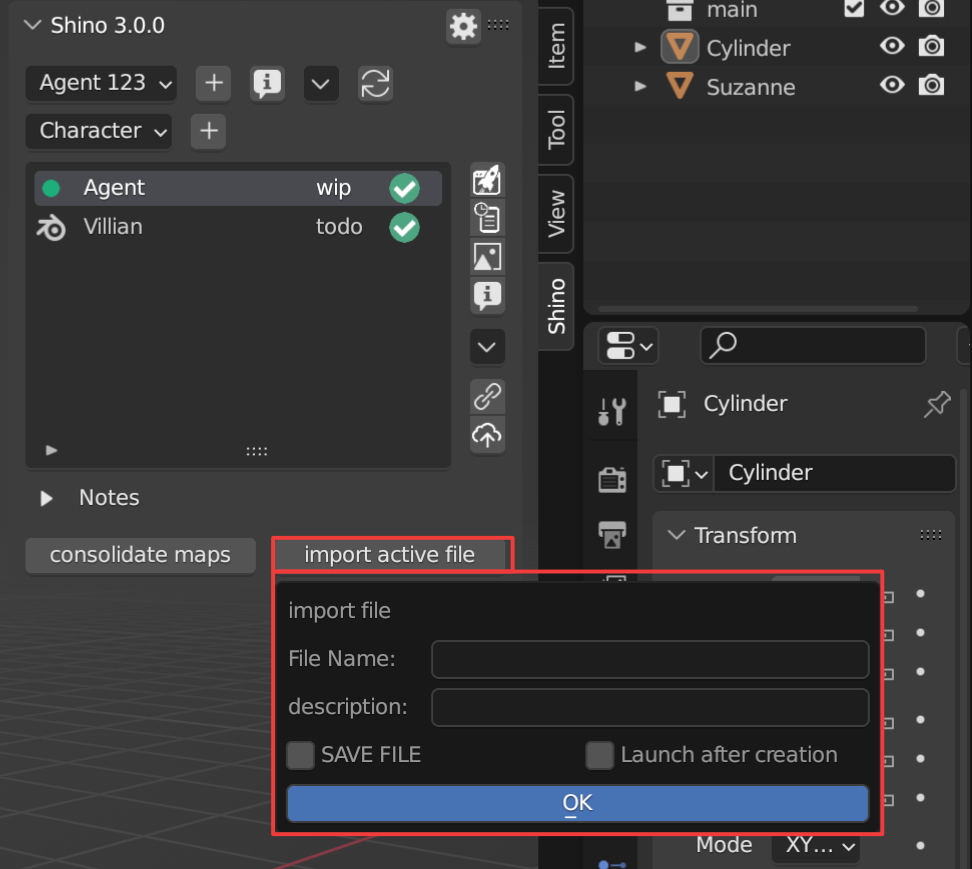 Shino 3.0.0
Agent 123
Character
Agent wip
Villian todo
Notes
consolidate maps
import active file
import file
File Name:
description:
SAVE FILE
Launch after creation
OK
Item
Tool
View
Shino
main
Cylinder
Suzanne
Cylinder
Cylinder
Transform
Mode XY...